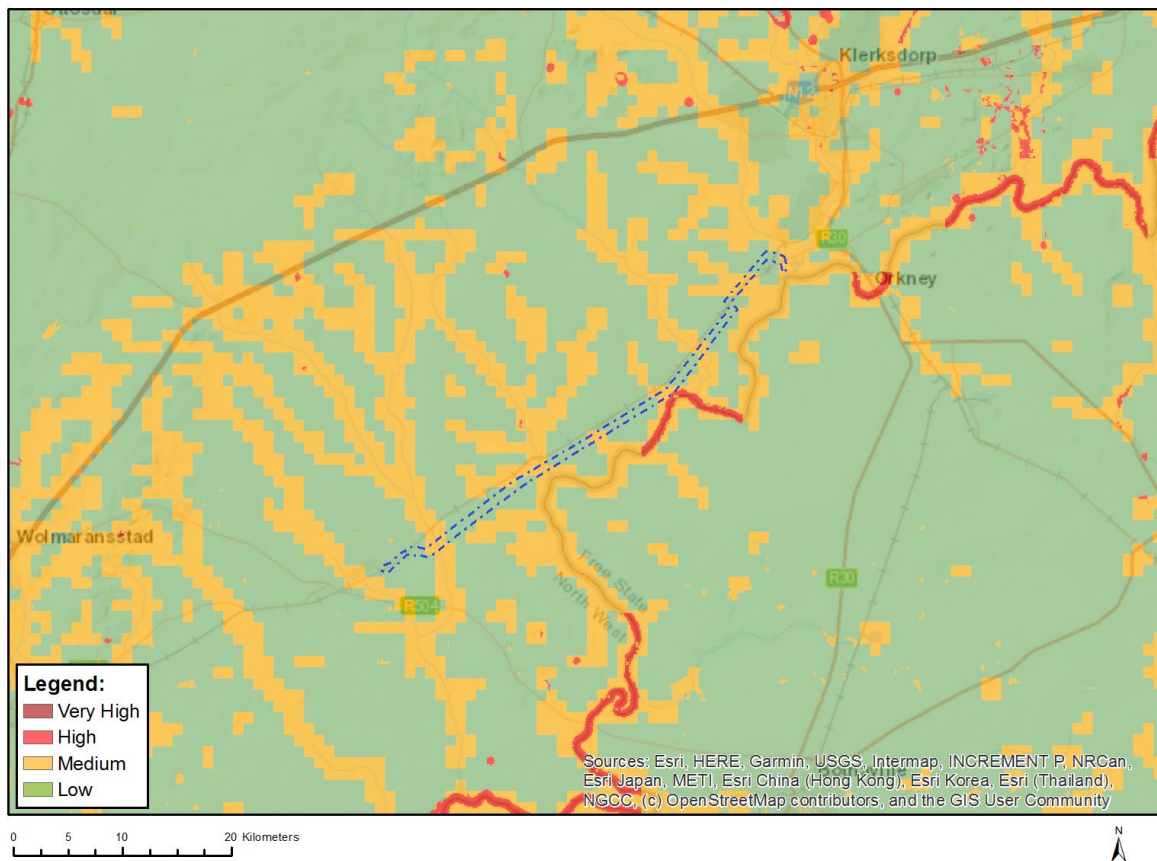 Ottosdal
Klerksdorp
N12
R30
Orkney
Wolmaransstad
Free State
North West
R504
R30
Legend:
Very High
High
Medium
Low
Bothaville
Sources: Esri, HERE, Garmin, USGS, Intermap, INCREMENT P, NRCan,
Esri Japan, METI, Esri China (Hong Kong), Esri Korea, Esri (Thailand),
NGCC, (c) OpenStreetMap contributors, and the GIS User Community
0 5 10 20 Kilometers
N